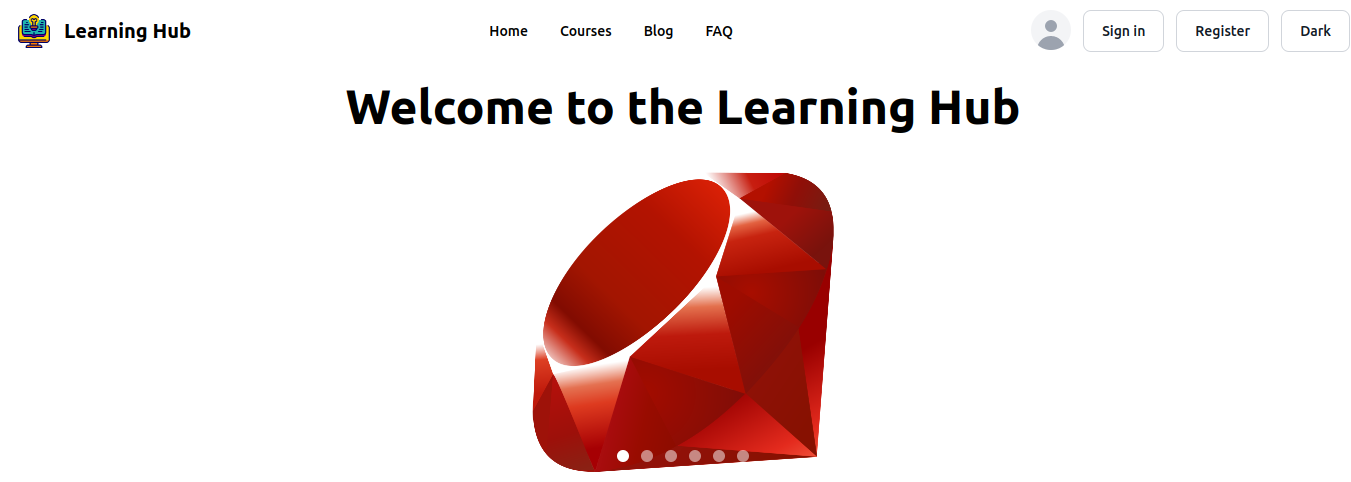 Learning Hub
Home Courses Blog FAQ
Sign in Register Dark
Welcome to the Learning Hub